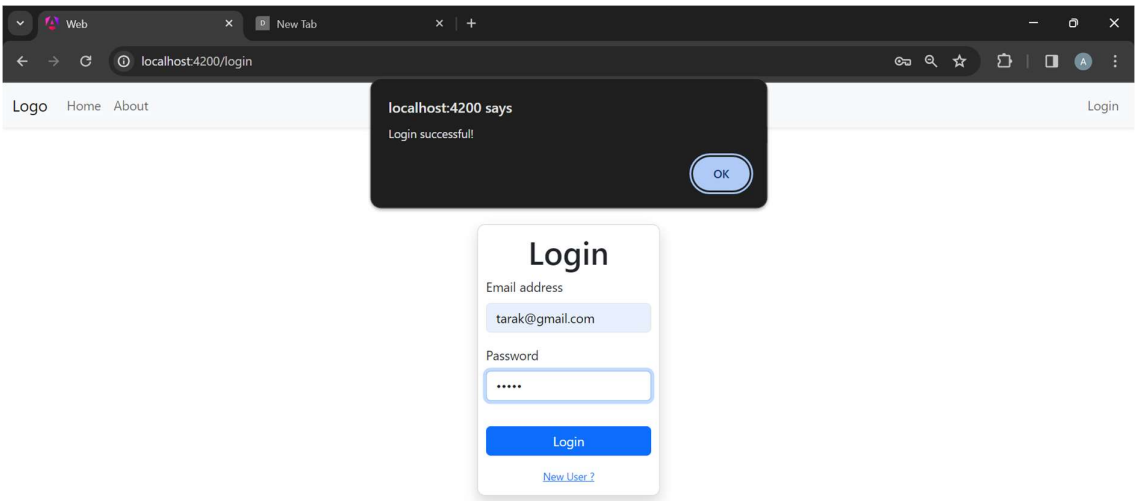 Web
New Tab
localhost:4200/login
A
Logo Home About Login
localhost:4200 says
Login successful!
OK
Login
Email address
tarak@gmail.com
Password
•••••
Login
New User ?